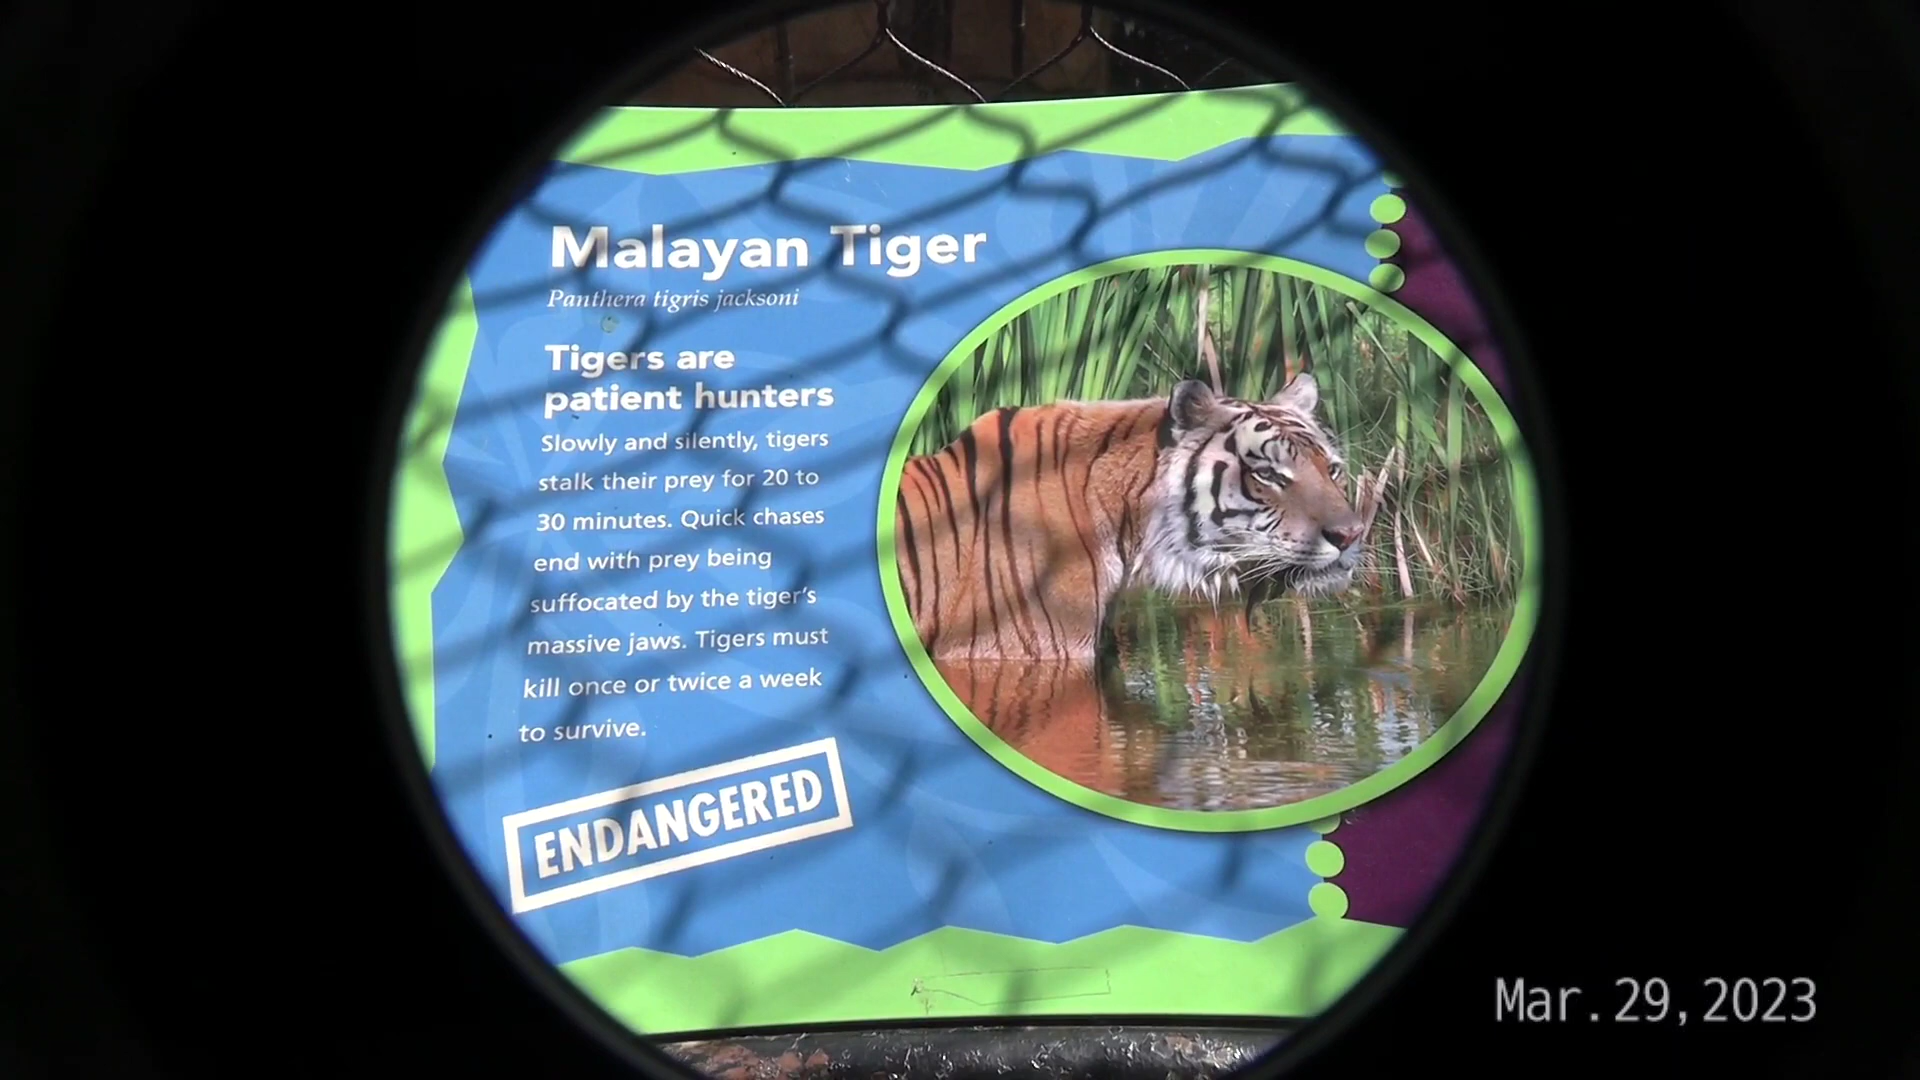 Malayan Tiger
Panthera tigris jacksoni
Tigers are
patient hunters
Slowly and silently, tigers
stalk their prey for 20 to
30 minutes. Quick chases
end with prey being
suffocated by the tiger's
massive jaws. Tigers must
kill once or twice a week
to survive.
ENDANGERED
Mar.29,2023